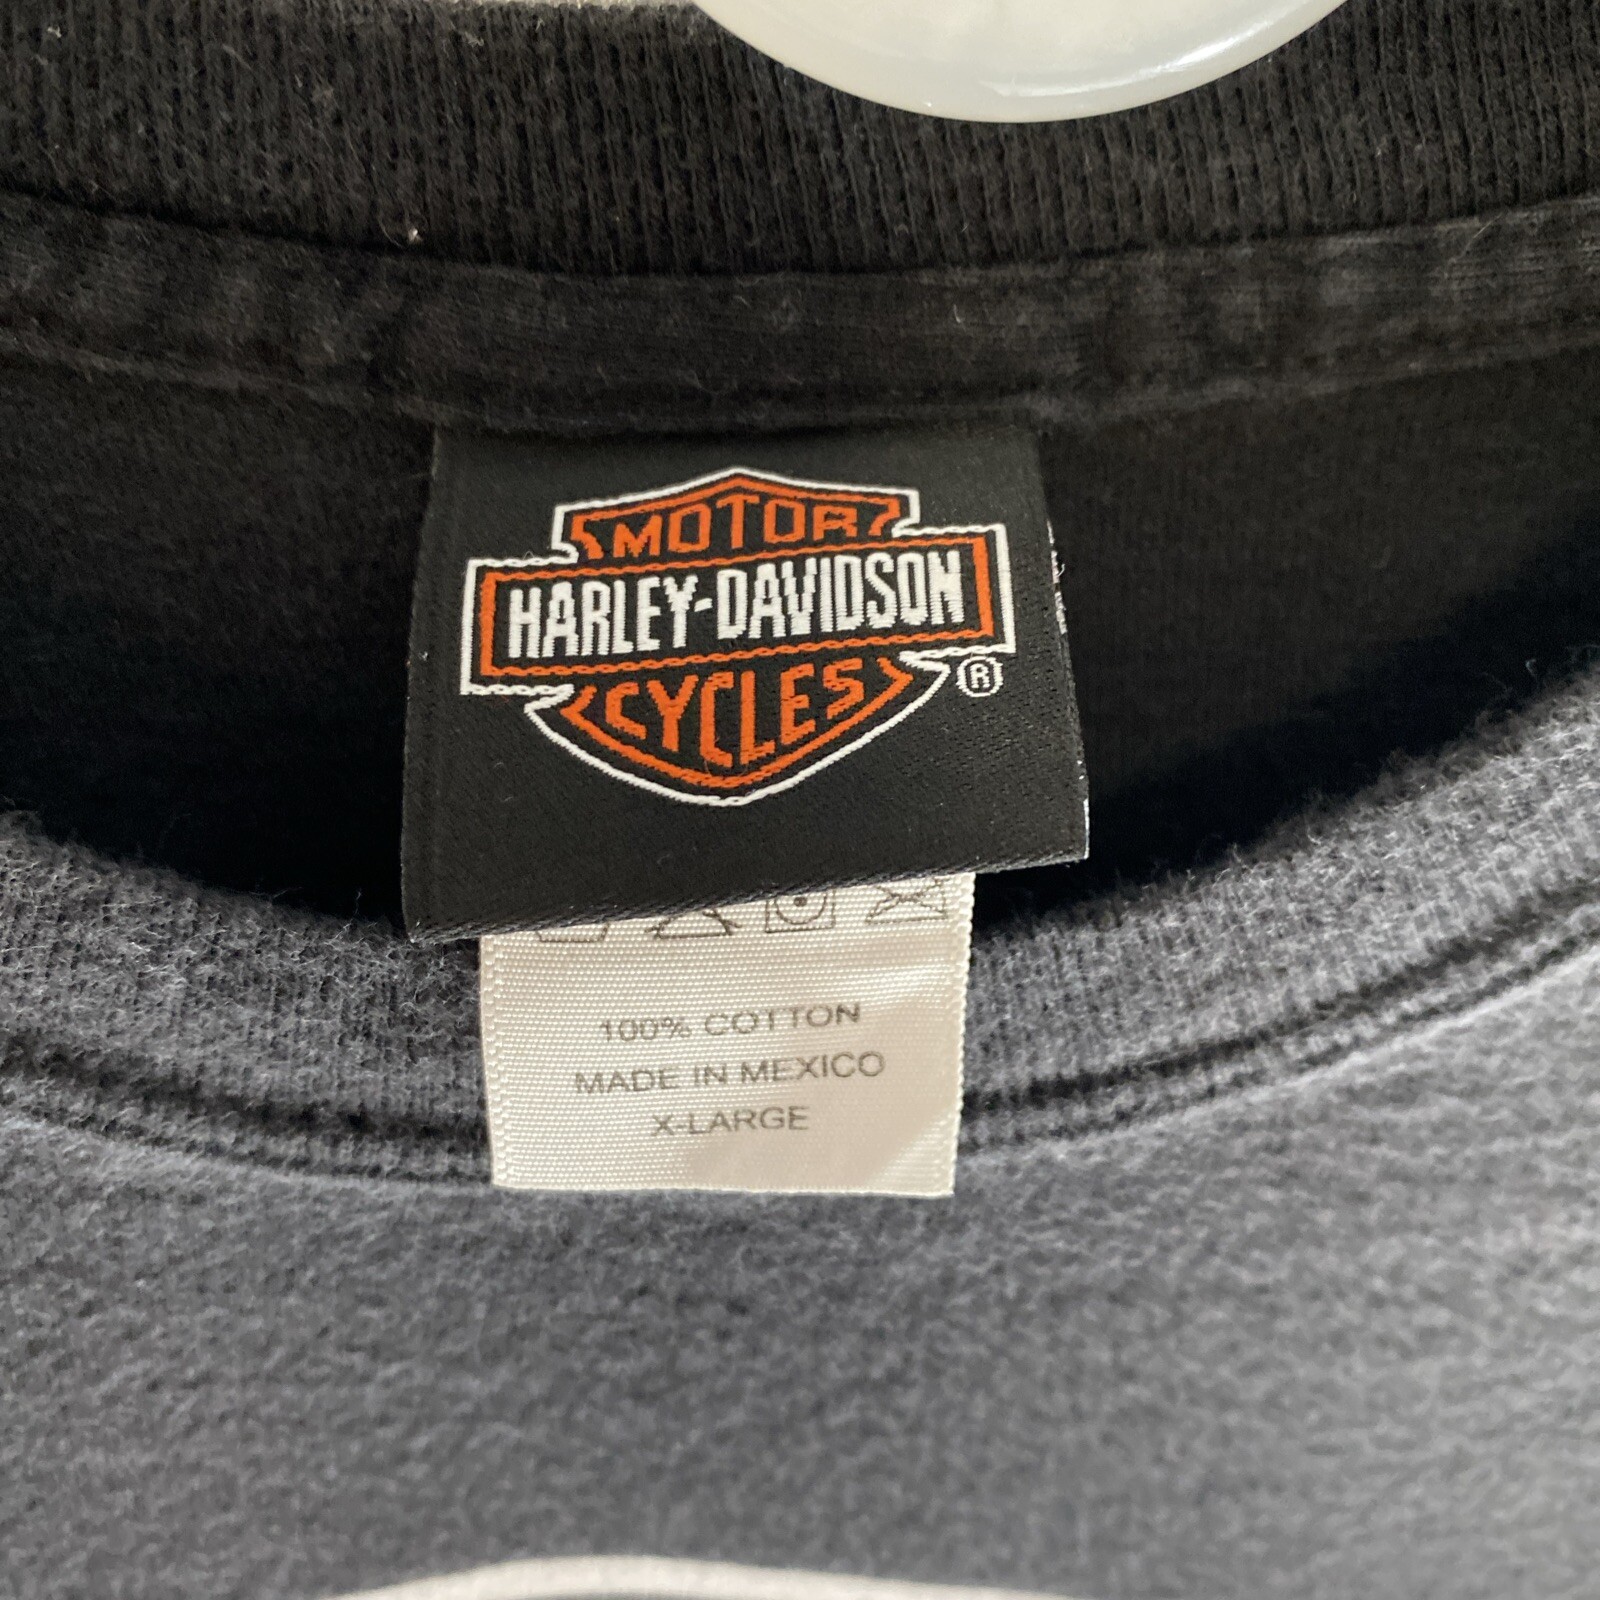 MOTOR
HARLEY-DAVIDSON
CYCLES
®
100% COTTON
MADE IN MEXICO
X-LARGE